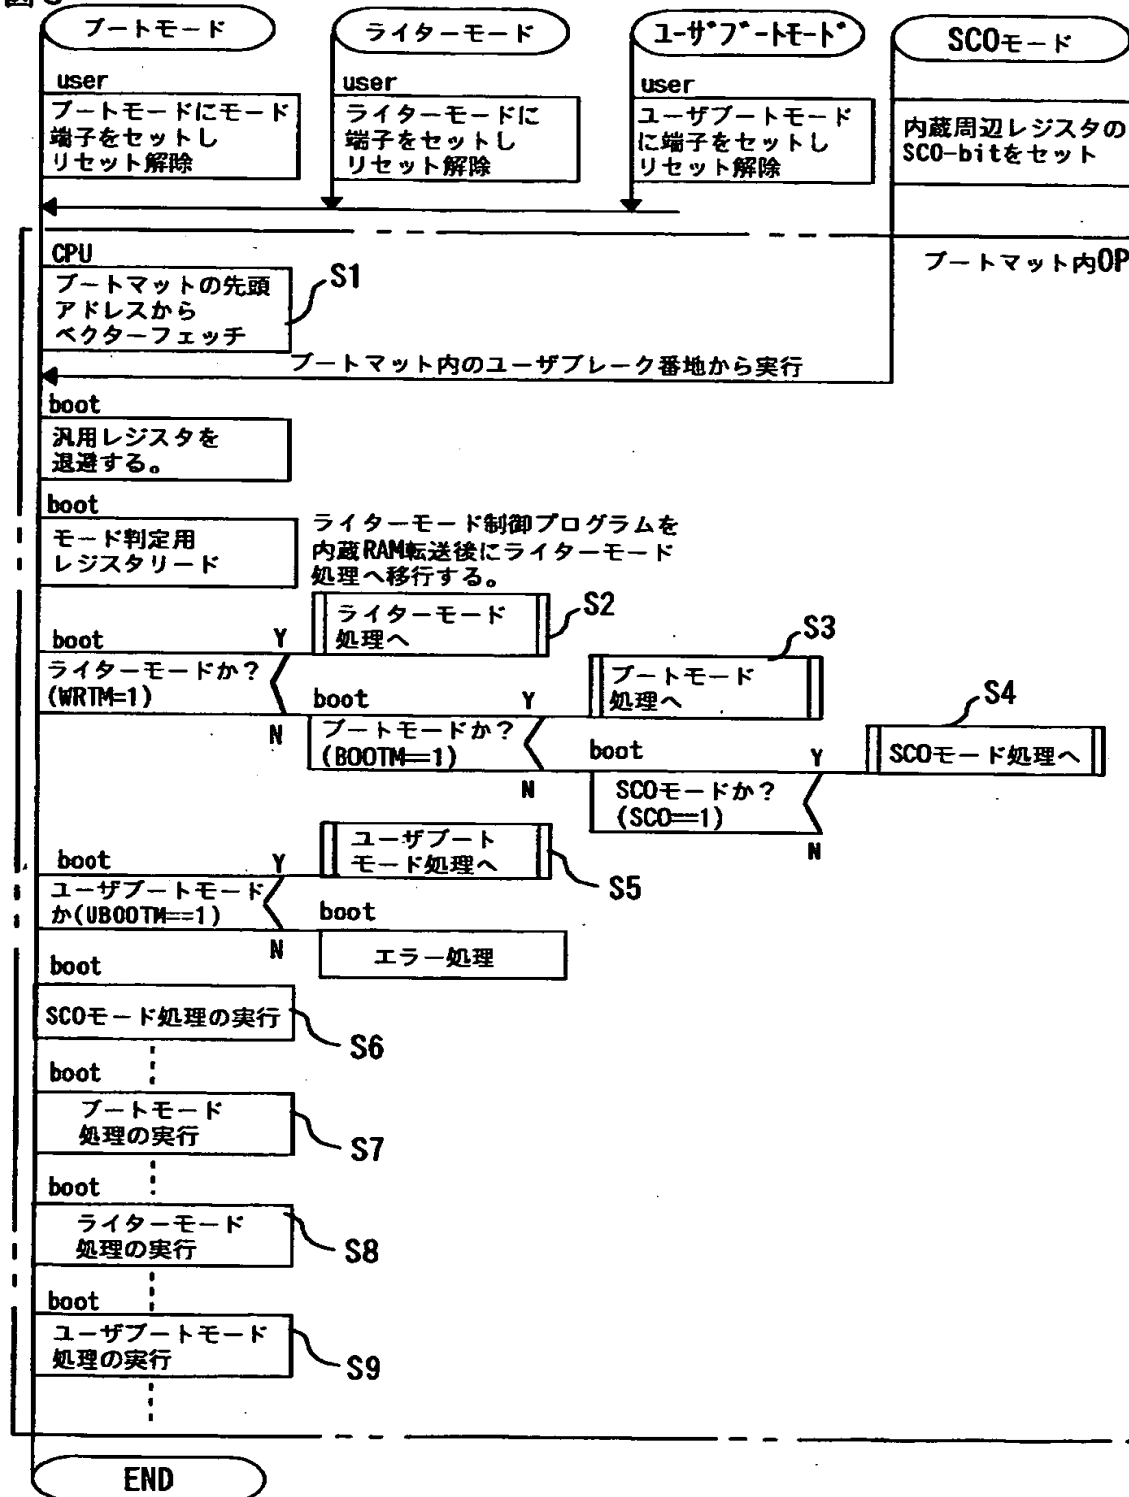 ブートモード
ライターモード
ユーザブートモード
SCOモード
user
ブートモードにモード
端子をセットし
リセット解除
user
ライターモードに
端子をセットし
リセット解除
user
ユーザブートモード
に端子をセットし
リセット解除
内蔵周辺レジスタの
SCO-bitをセット
CPU
ブートマットの先頭
アドレスから
ベクターフェッチ
S1
ブートマット内OP
ブートマット内のユーザブレーク番地から実行
boot
汎用レジスタを
退避する。
boot
モード判定用
レジスタリード
ライターモード制御プログラムを
内蔵RAM転送後にライターモード
処理へ移行する。
ライターモード
処理へ
S2
boot
Y
ライターモードか?
(WRTM=1)
N
ブートモード
処理へ
S3
boot
Y
ブートモードか?
(BOOTM==1)
N
SCOモード処理へ
S4
boot
Y
SCOモードか?
(SCO==1)
N
ユーザブート
モード処理へ
S5
boot
Y
ユーザブートモード
か(UBOOTM==1)
N
boot
エラー処理
boot
SCOモード処理の実行
S6
boot
ブートモード
処理の実行
S7
boot
ライターモード
処理の実行
S8
boot
ユーザブートモード
処理の実行
S9
END